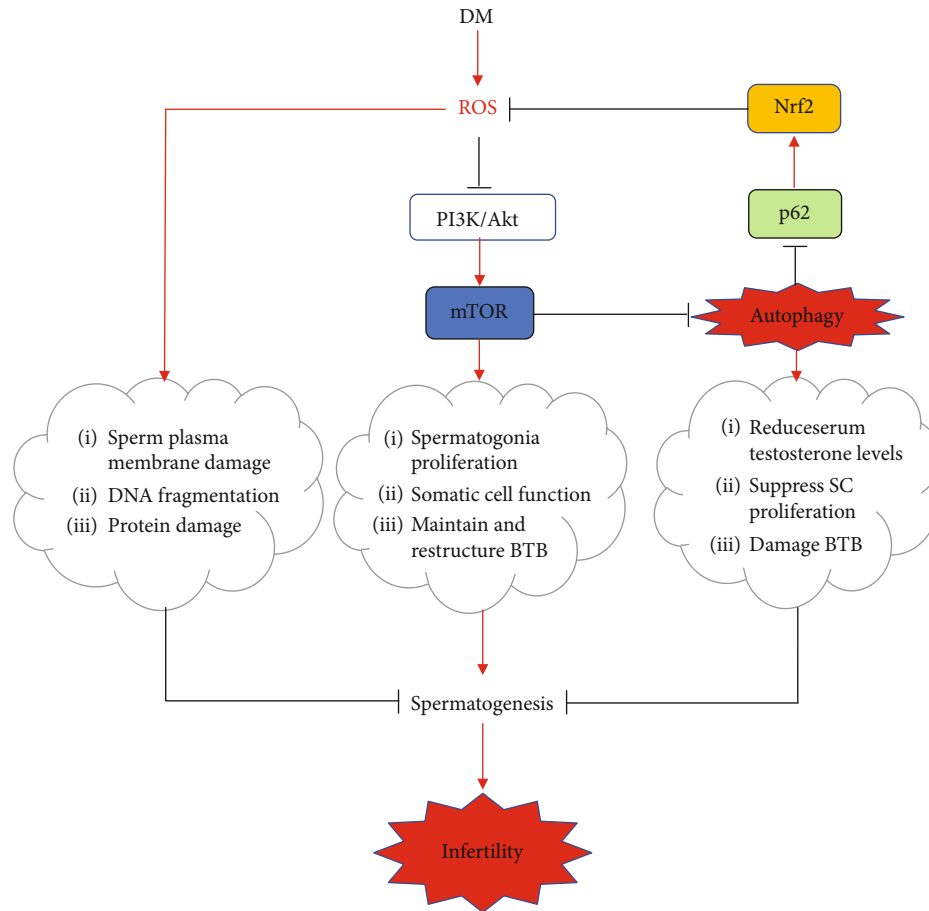 DM
ROS
Nrf2
PI3K/Akt
p62
mTOR
Autophagy
(i) Sperm plasma
membrane damage
(ii) DNA fragmentation
(iii) Protein damage
(i) Spermatogonia
proliferation
(ii) Somatic cell function
(iii) Maintain and
restructure BTB
(i) Reduceserum
testosterone levels
(ii) Suppress SC
proliferation
(iii) Damage BTB
Spermatogenesis
Infertility